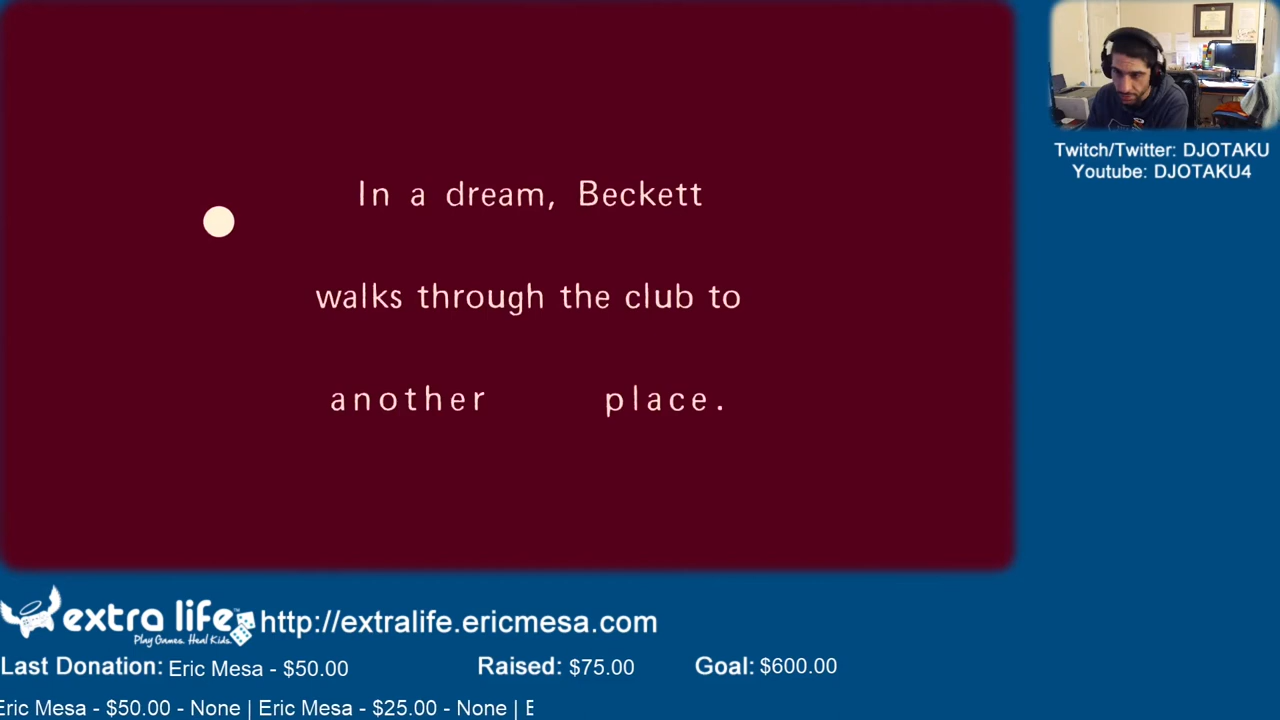 In a dream, Beckett
walks through the club to
another place.
Twitch/Twitter: DJOTAKU
Youtube: DJOTAKU4
extra life
Play Games. Heal Kids.
http://extralife.ericmesa.com
Last Donation: Eric Mesa - $50.00
Raised: $75.00
Goal: $600.00
Eric Mesa - $50.00 - None | Eric Mesa - $25.00 - None | E